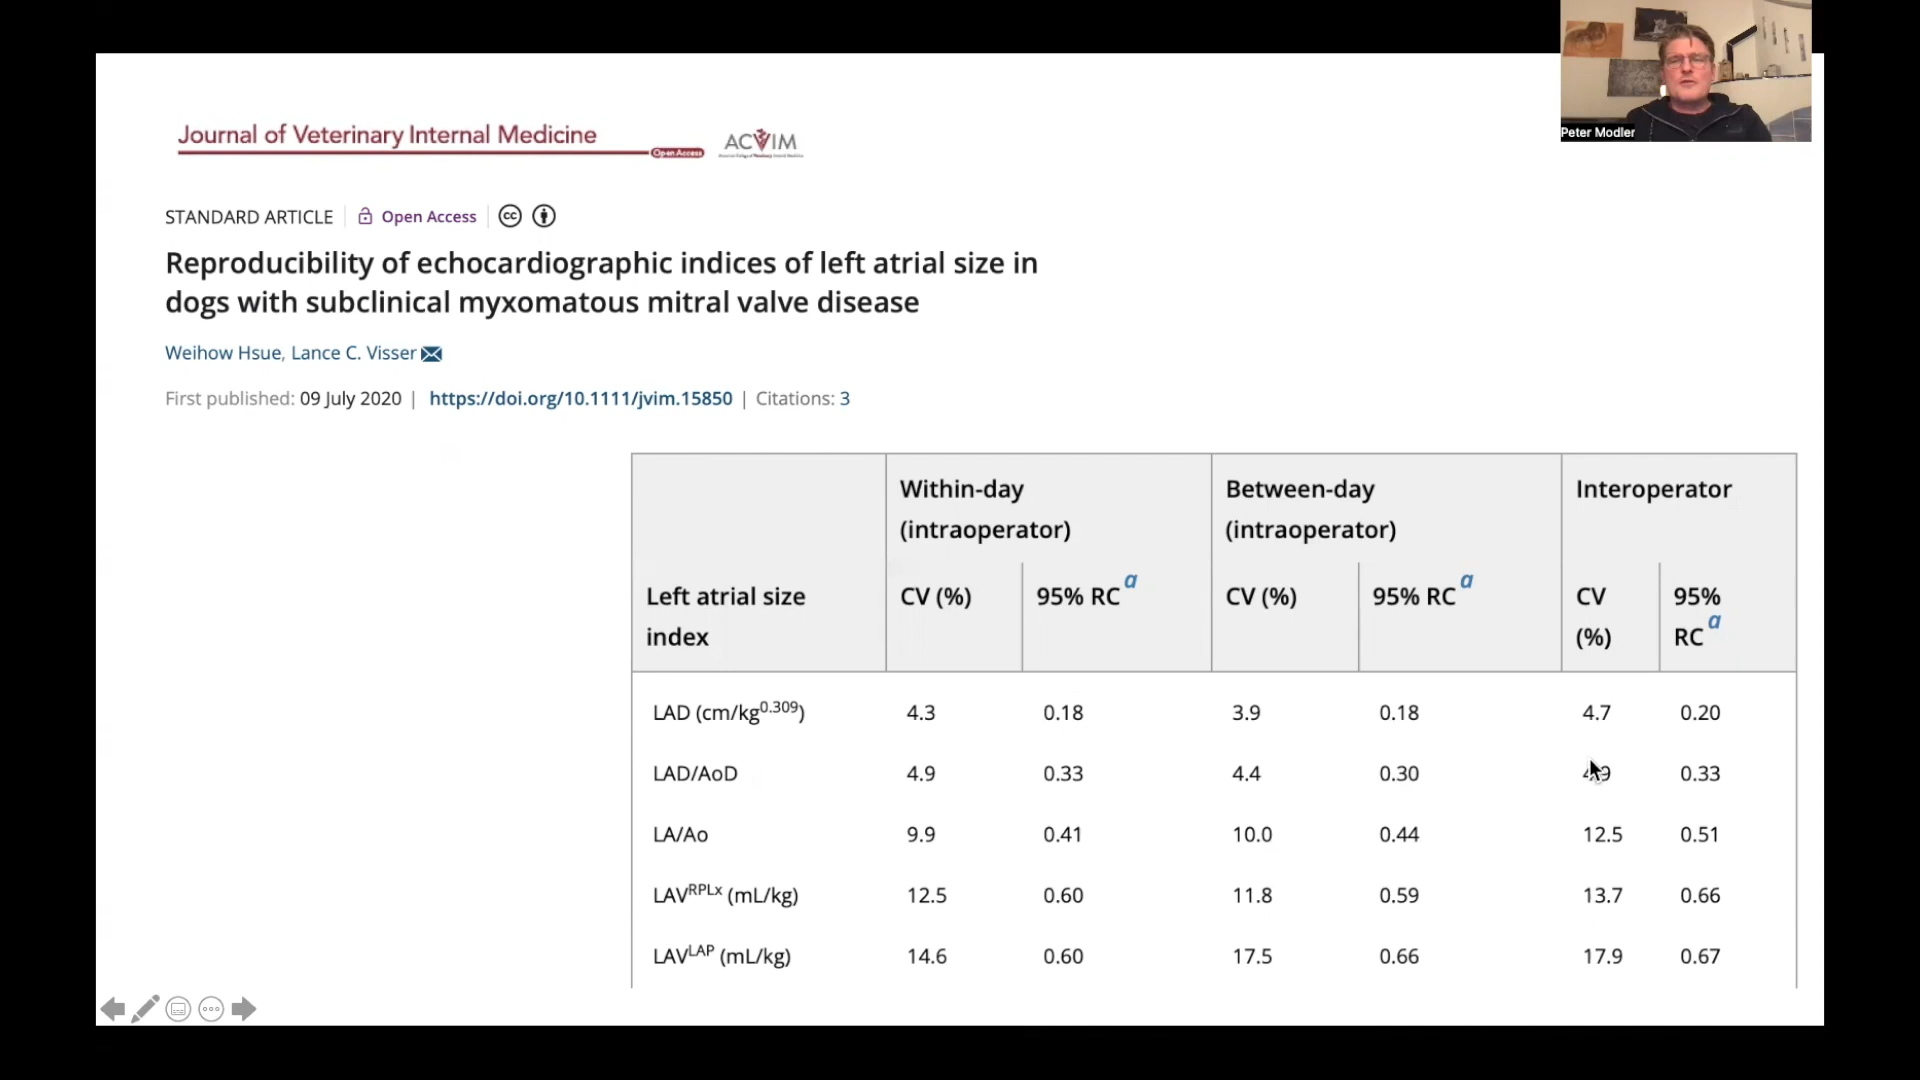 Peter Modler
Journal of Veterinary Internal Medicine
Open Access
ACVIM
STANDARD ARTICLE
Open Access
cc
Reproducibility of echocardiographic indices of left atrial size in
dogs with subclinical myxomatous mitral valve disease
Weihow Hsue, Lance C. Visser
First published: 09 July 2020 | https://doi.org/10.1111/jvim.15850 | Citations: 3
Within-day Between-day Interoperator
(intraoperator) (intraoperator)
Left atrial size CV (%) 95% RC a CV (%) 95% RC a CV 95%
index (%) RC a
LAD (cm/kg0.309) 4.3 0.18 3.9 0.18 4.7 0.20
LAD/AoD 4.9 0.33 4.4 0.30 0.33
LA/Ao 9.9 0.41 10.0 0.44 12.5 0.51
LAVRPLx (mL/kg) 12.5 0.60 11.8 0.59 13.7 0.66
LAVLAP (mL/kg) 14.6 0.60 17.5 0.66 17.9 0.67